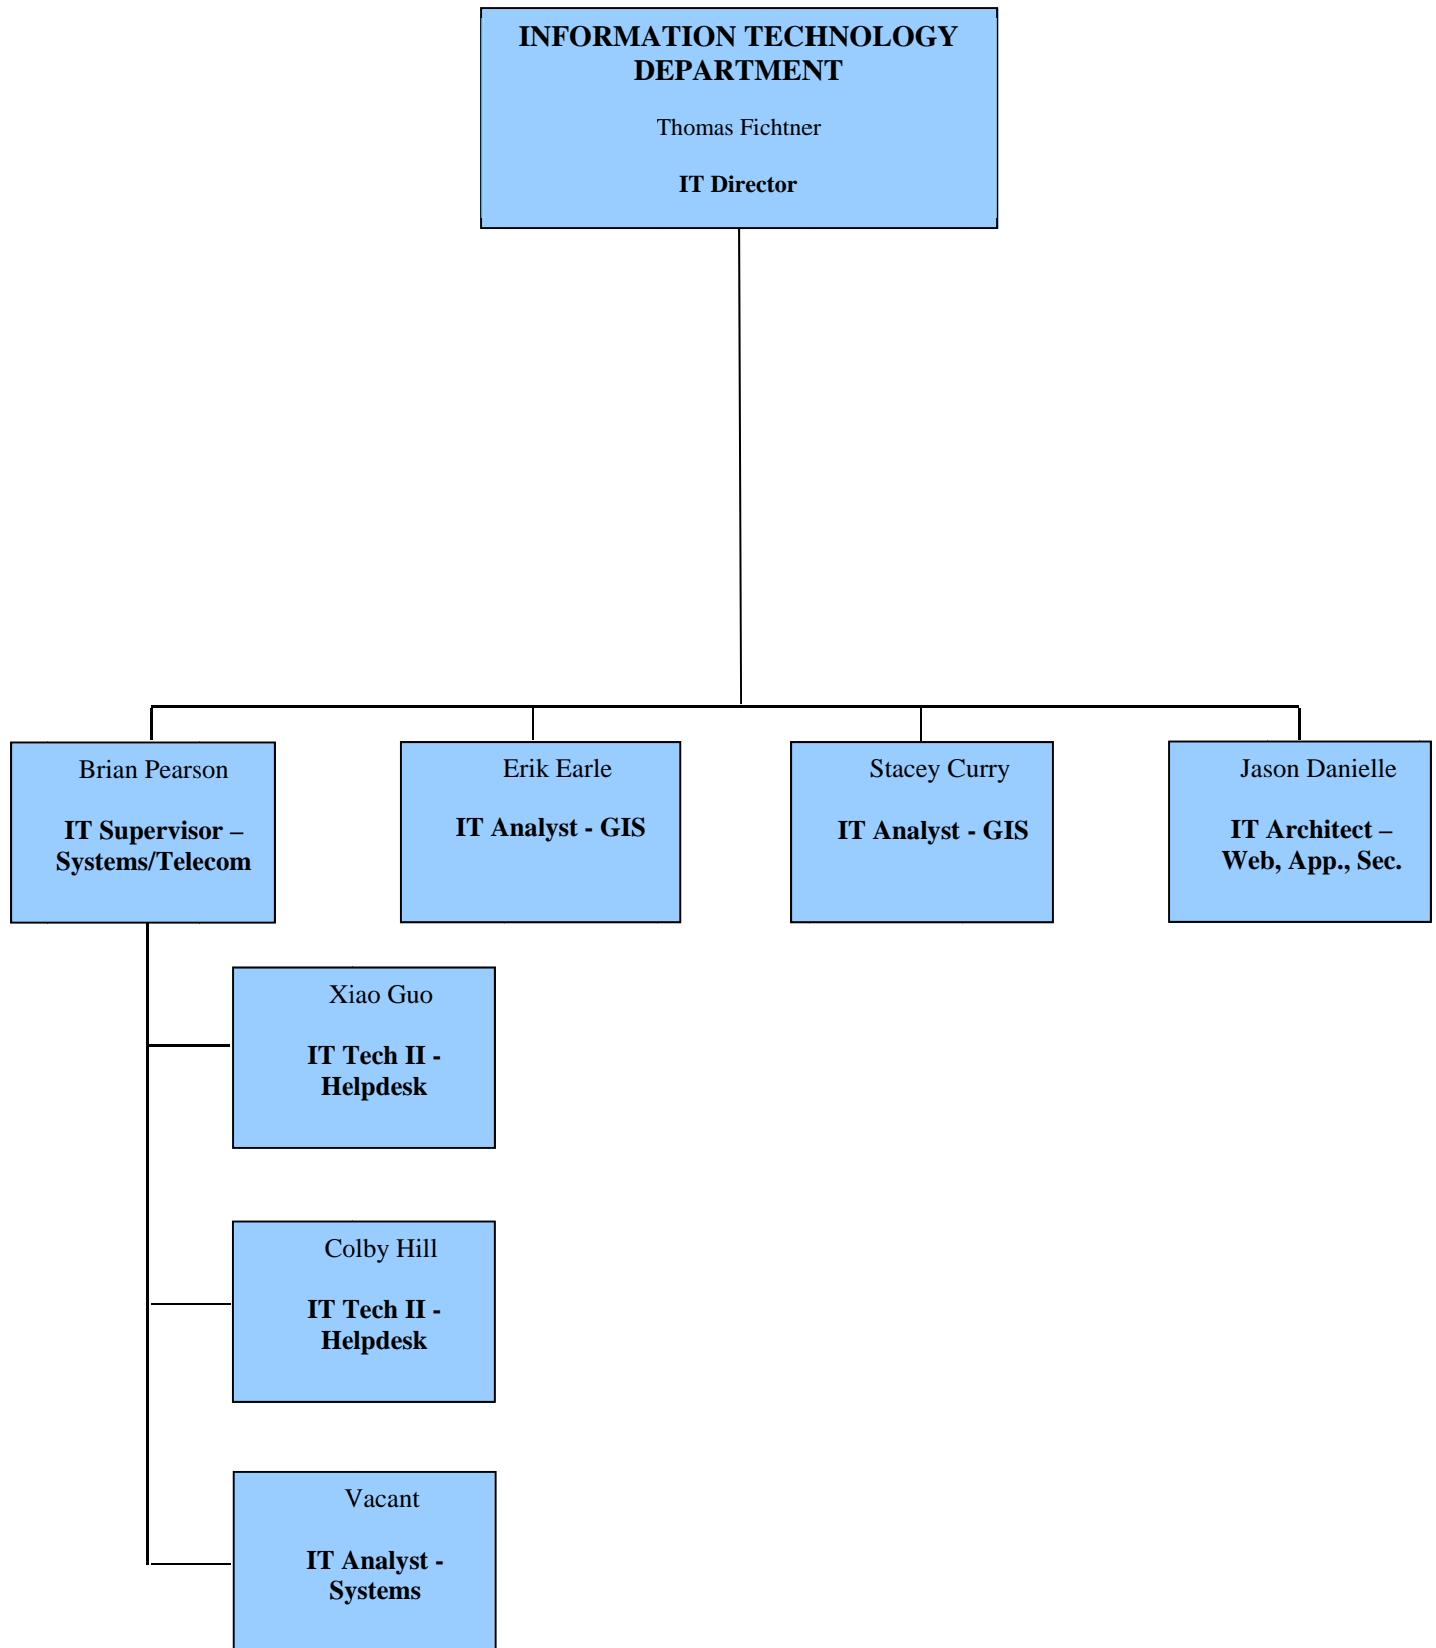 INFORMATION TECHNOLOGY
DEPARTMENT
Thomas Fichtner
IT Director
Brian Pearson
IT Supervisor –
Systems/Telecom
Erik Earle
IT Analyst - GIS
Stacey Curry
IT Analyst - GIS
Jason Danielle
IT Architect –
Web, App., Sec.
Xiao Guo
IT Tech II -
Helpdesk
Colby Hill
IT Tech II -
Helpdesk
Vacant
IT Analyst -
Systems